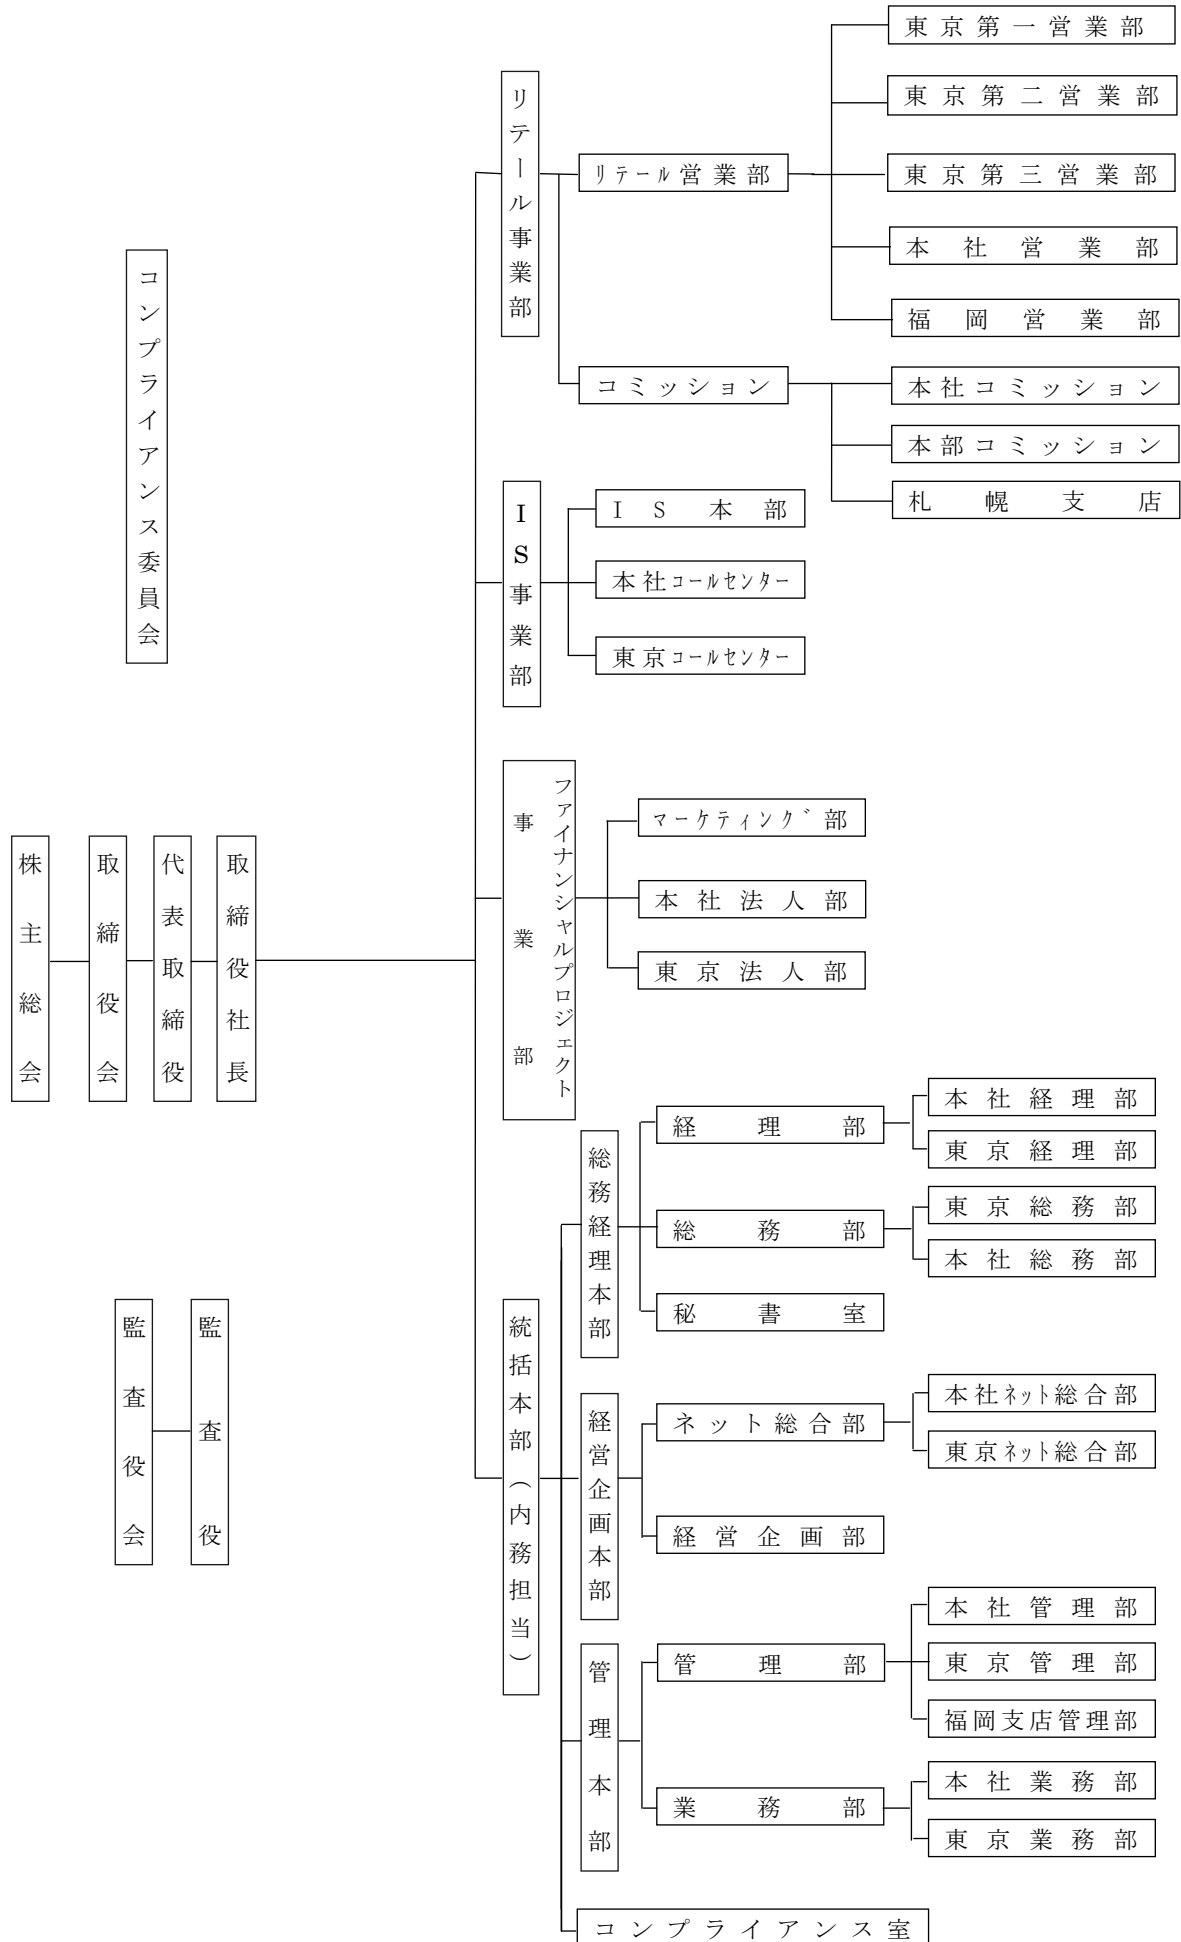 コンプライアンス委員会
株主総会
取締役会
代表取締役
取締役社長
監査役会
監査役
リテール事業部
リテール営業部
東京第一営業部
東京第二営業部
東京第三営業部
本社営業部
福岡営業部
コミッション
本社コミッション
本部コミッション
札幌支店
IS事業部
IS本部
本社コールセンター
東京コールセンター
ファイナンシャルプロジェクト
事業部
マーケティング部
本社法人部
東京法人部
統括本部(内務担当)
総務経理本部
経理部
本社経理部
東京経理部
総務部
東京総務部
本社総務部
秘書室
経営企画本部
ネット総合部
本社ネット総合部
東京ネット総合部
経営企画部
管理本部
管理部
本社管理部
東京管理部
福岡支店管理部
業務部
本社業務部
東京業務部
コンプライアンス室